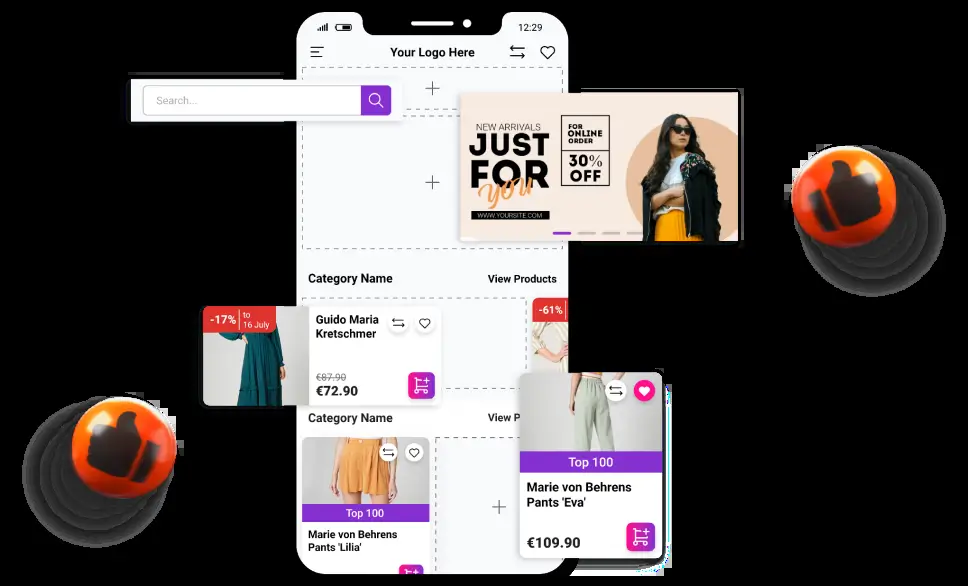 12:29
Your Logo Here
Search...
NEW ARRIVALS
JUST
FOR
you
WWW.YOURSITE.COM
FOR
ONLINE
ORDER
30%
OFF
Category Name
View Products
-17%
to
16 July
Guido Maria
Kretschmer
€87.90
€72.90
-61%
Category Name
View P
Top 100
Marie von Behrens
Pants 'Lilia'
Top 100
Marie von Behrens
Pants 'Eva'
€109.90